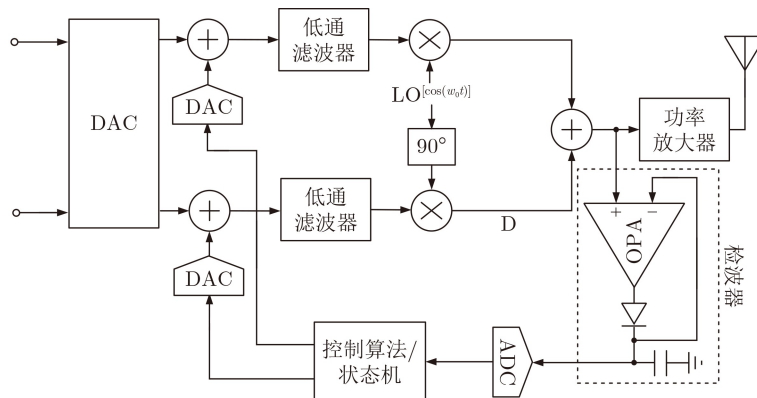 DAC
+
DAC
低通
滤波器
×
LO[cos(w₀t)]
90°
+
功率
放大器
+
DAC
低通
滤波器
×
D
+ −
OPA
检波器
控制算法/
状态机
ADC